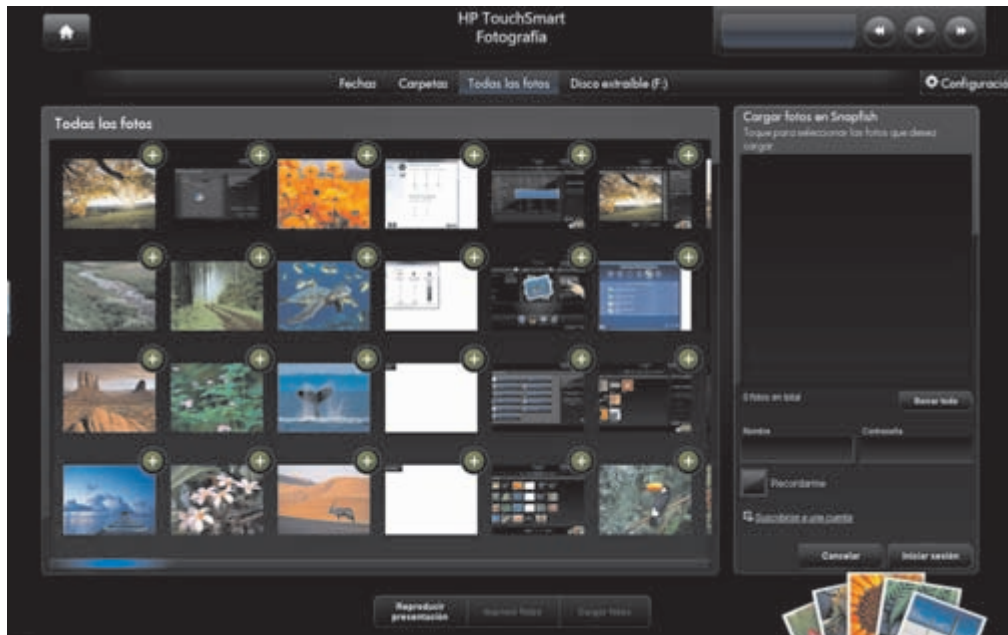 HP TouchSmart
Fotografía
Fechas Carpetas Todas las fotos Disco extraíble (F:)
Configuració
Todas las fotos
Cargar fotos en Snapfish
Toque para seleccionar las fotos que desea
cargar
0 fotos en total
Borrar todo
Nombre Contraseña
Recordarme
Suscribirse a una cuenta
Cancelar Iniciar sesión
Reproducir
presentación
Imprimir fotos Cargar fotos